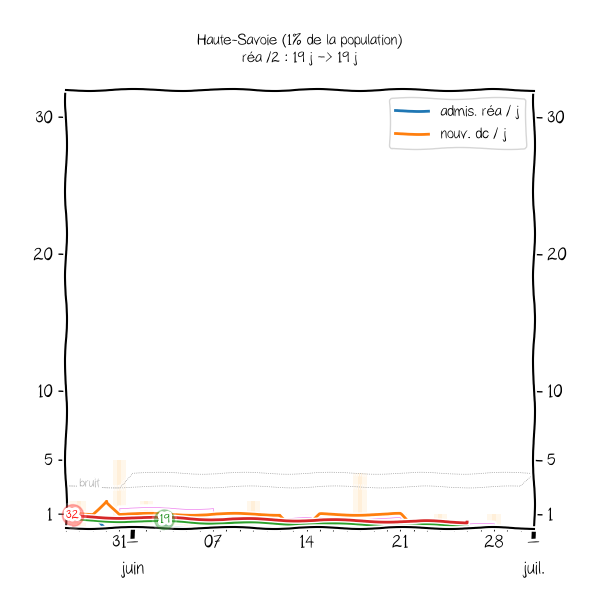 Haute-Savoie (1% de la population)
réa /2 : 19 j -> 19 j
admis. réa / j
nouv. dc / j
30
30
20
20
10
10
5
5
bruit
1
32
19
1
31
07
14
21
28
juin
juil.